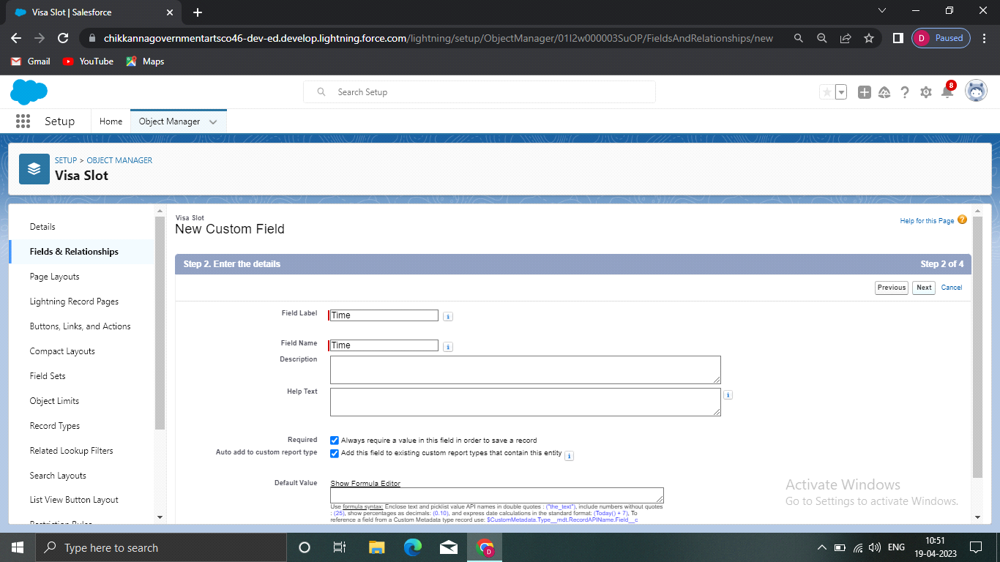 Visa Slot | Salesforce
chikkannagovernmentartsco46-dev-ed.develop.lightning.force.com/lightning/setup/ObjectManager/01I2w000003SuOP/FieldsAndRelationships/new
D Paused
Gmail
YouTube
Maps
Search Setup
8
Setup
Home
Object Manager
SETUP > OBJECT MANAGER
Visa Slot
Details
Fields & Relationships
Page Layouts
Lightning Record Pages
Buttons, Links, and Actions
Compact Layouts
Field Sets
Object Limits
Record Types
Related Lookup Filters
Search Layouts
List View Button Layout
Restriction Rules
Visa Slot
New Custom Field
Help for this Page ?
Step 2. Enter the details
Step 2 of 4
Previous
Next
Cancel
Field Label
Time
i
Field Name
Time
i
Description
Help Text
i
Required
Always require a value in this field in order to save a record
Auto add to custom report type
Add this field to existing custom report types that contain this entity
i
Default Value
Show Formula Editor
Use formula syntax: Enclose text and picklist value API names in double quotes : ("the_text"), include numbers without quotes
: (25), show percentages as decimals: (0.10), and express date calculations in the standard format: (Today() + 7), To
reference a field from a Custom Metadata type record use: $CustomMetadata.Type__mdt.RecordAPIName.Field__c
Activate Windows
Go to Settings to activate Windows.
Type here to search
D
ENG
10:51
19-04-2023